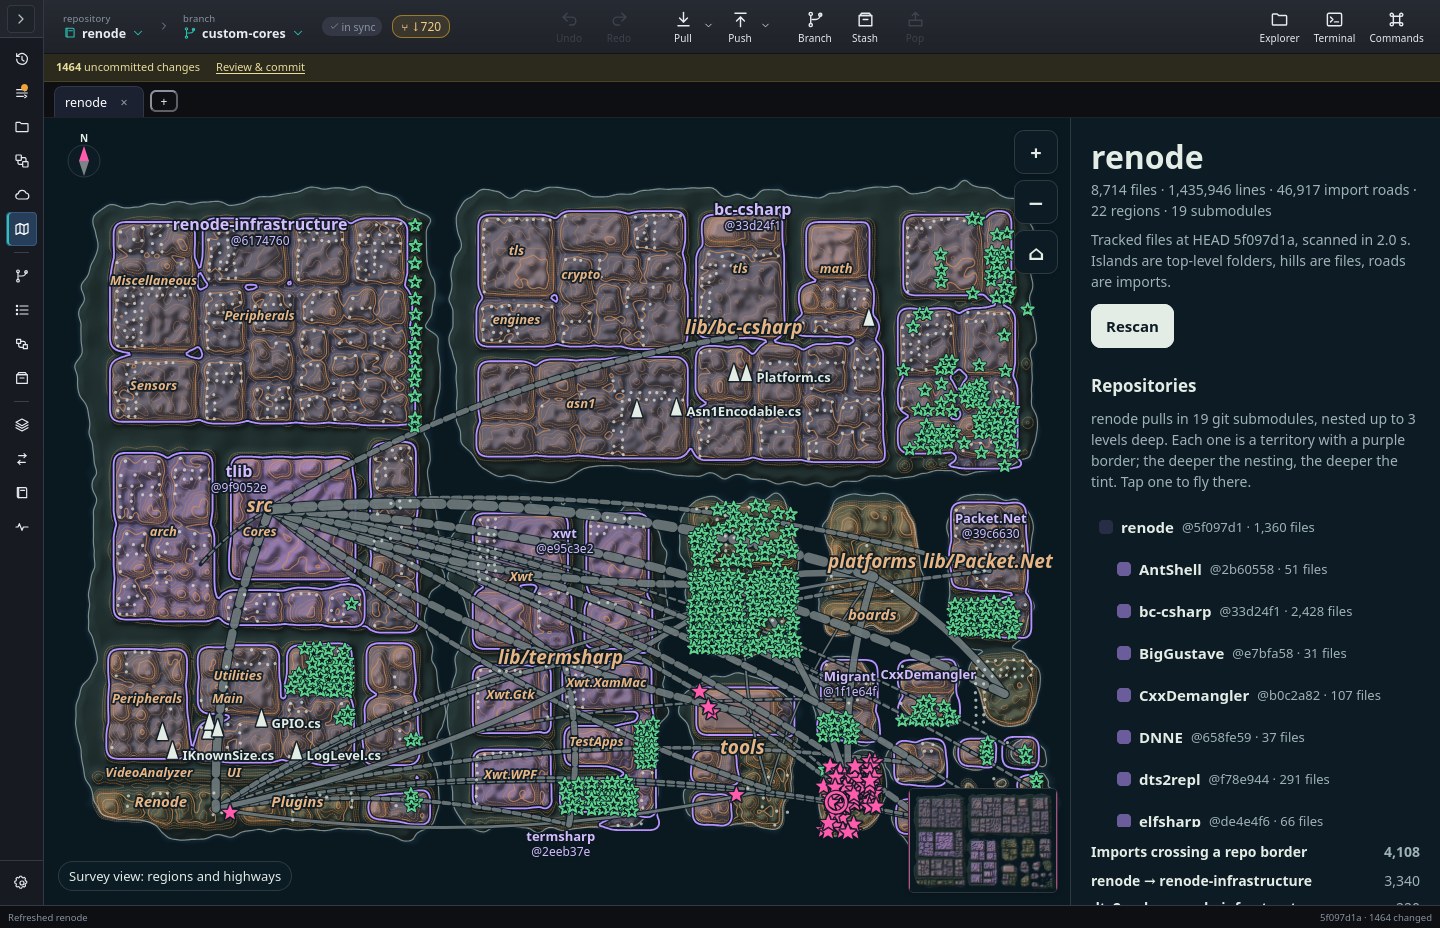 repository
renode
branch
custom-cores
in sync
↓720
Undo
Redo
Pull
Push
Branch
Stash
Pop
Explorer
Terminal
Commands
1464 uncommitted changes
Review & commit
renode ×
+
N
+
−
renode-infrastructure
@6174760
Miscellaneous
Peripherals
Sensors
bc-csharp
@33d24f1
tls
crypto
tls
math
engines
lib/bc-csharp
Platform.cs
asn1
Asn1Encodable.cs
tlib
@9f9052e
src
arch
Cores
xwt
@e95c3e2
Xwt
Packet.Net
@39c6630
platforms
lib/Packet.Net
boards
lib/termsharp
Xwt.Gtk
Xwt.XamMac
Migrant
@1f1e64f
CxxDemangler
Utilities
Peripherals
Main
GPIO.cs
IKnownSize.cs
LogLevel.cs
TestApps
tools
VideoAnalyzer
UI
Xwt.WPF
Renode
Plugins
termsharp
@2eeb37e
Survey view: regions and highways
renode
8,714 files · 1,435,946 lines · 46,917 import roads ·
22 regions · 19 submodules
Tracked files at HEAD 5f097d1a, scanned in 2.0 s.
Islands are top-level folders, hills are files, roads
are imports.
Rescan
Repositories
renode pulls in 19 git submodules, nested up to 3
levels deep. Each one is a territory with a purple
border; the deeper the nesting, the deeper the
tint. Tap one to fly there.
renode @5f097d1 · 1,360 files
AntShell @2b60558 · 51 files
bc-csharp @33d24f1 · 2,428 files
BigGustave @e7bfa58 · 31 files
CxxDemangler @b0c2a82 · 107 files
DNNE @658fe59 · 37 files
dts2repl @f78e944 · 291 files
elfsharp @de4e4f6 · 66 files
Imports crossing a repo border 4,108
renode → renode-infrastructure 3,340
Refreshed renode
5f097d1a · 1464 changed